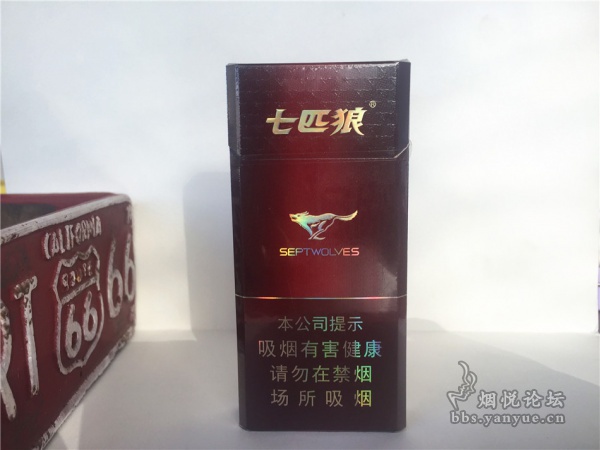 七匹狼®
SEPTWOLVES
本公司提示
吸烟有害健康
请勿在禁烟
场所吸烟
CALIFORNIA
RT 66
66
烟悦论坛
bbs.yanyue.cn